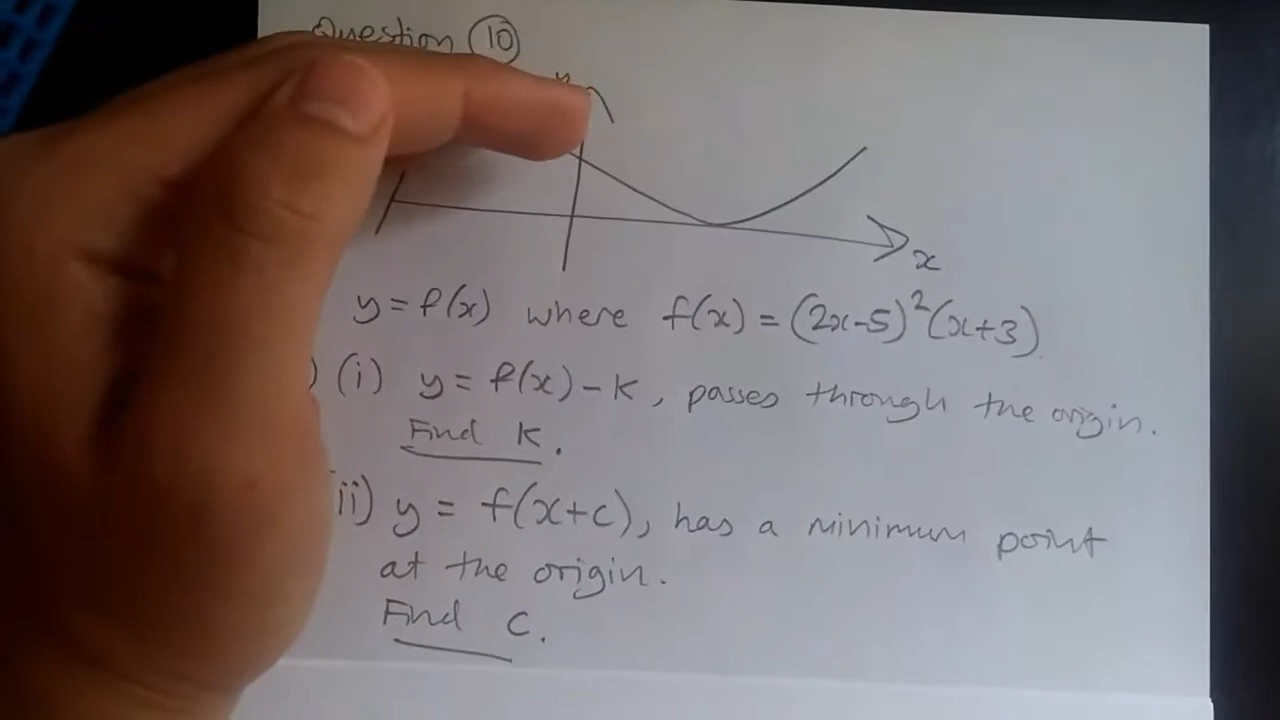 Question 10
y
x
y = f(x) where f(x) = (2x-5)²(x+3)
) (i) y = f(x) - K, passes through the origin.
Find K.
ii) y = f(x+c), has a minimum point
at the origin.
Find c.